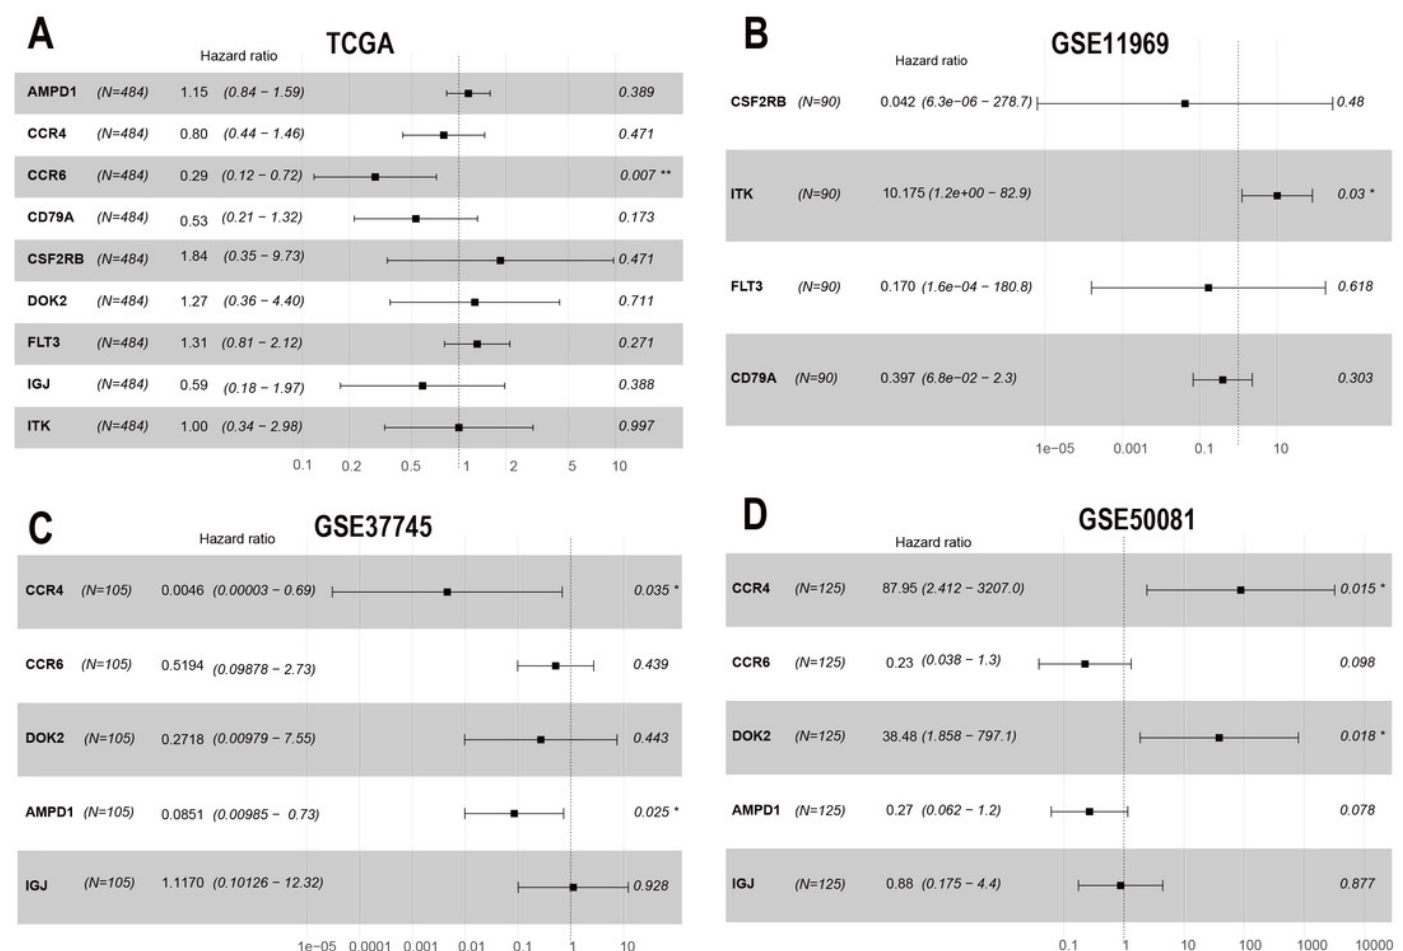 A
TCGA
Hazard ratio
AMPD1 (N=484) 1.15 (0.84 − 1.59) 0.389
CCR4 (N=484) 0.80 (0.44 − 1.46) 0.471
CCR6 (N=484) 0.29 (0.12 − 0.72) 0.007 **
CD79A (N=484) 0.53 (0.21 − 1.32) 0.173
CSF2RB (N=484) 1.84 (0.35 − 9.73) 0.471
DOK2 (N=484) 1.27 (0.36 − 4.40) 0.711
FLT3 (N=484) 1.31 (0.81 − 2.12) 0.271
IGJ (N=484) 0.59 (0.18 − 1.97) 0.388
ITK (N=484) 1.00 (0.34 − 2.98) 0.997
0.1 0.2 0.5 1 2 5 10
B
GSE11969
Hazard ratio
CSF2RB (N=90) 0.042 (6.3e−06 − 278.7) 0.48
ITK (N=90) 10.175 (1.2e+00 − 82.9) 0.03 *
FLT3 (N=90) 0.170 (1.6e−04 − 180.8) 0.618
CD79A (N=90) 0.397 (6.8e−02 − 2.3) 0.303
1e−05 0.001 0.1 10
C
GSE37745
Hazard ratio
CCR4 (N=105) 0.0046 (0.00003 − 0.69) 0.035 *
CCR6 (N=105) 0.5194 (0.09878 − 2.73) 0.439
DOK2 (N=105) 0.2718 (0.00979 − 7.55) 0.443
AMPD1 (N=105) 0.0851 (0.00985 − 0.73) 0.025 *
IGJ (N=105) 1.1170 (0.10126 − 12.32) 0.928
1e−05 0.0001 0.001 0.01 0.1 1 10
D
GSE50081
Hazard ratio
CCR4 (N=125) 87.95 (2.412 − 3207.0) 0.015 *
CCR6 (N=125) 0.23 (0.038 − 1.3) 0.098
DOK2 (N=125) 38.48 (1.858 − 797.1) 0.018 *
AMPD1 (N=125) 0.27 (0.062 − 1.2) 0.078
IGJ (N=125) 0.88 (0.175 − 4.4) 0.877
0.1 1 10 100 1000 10000